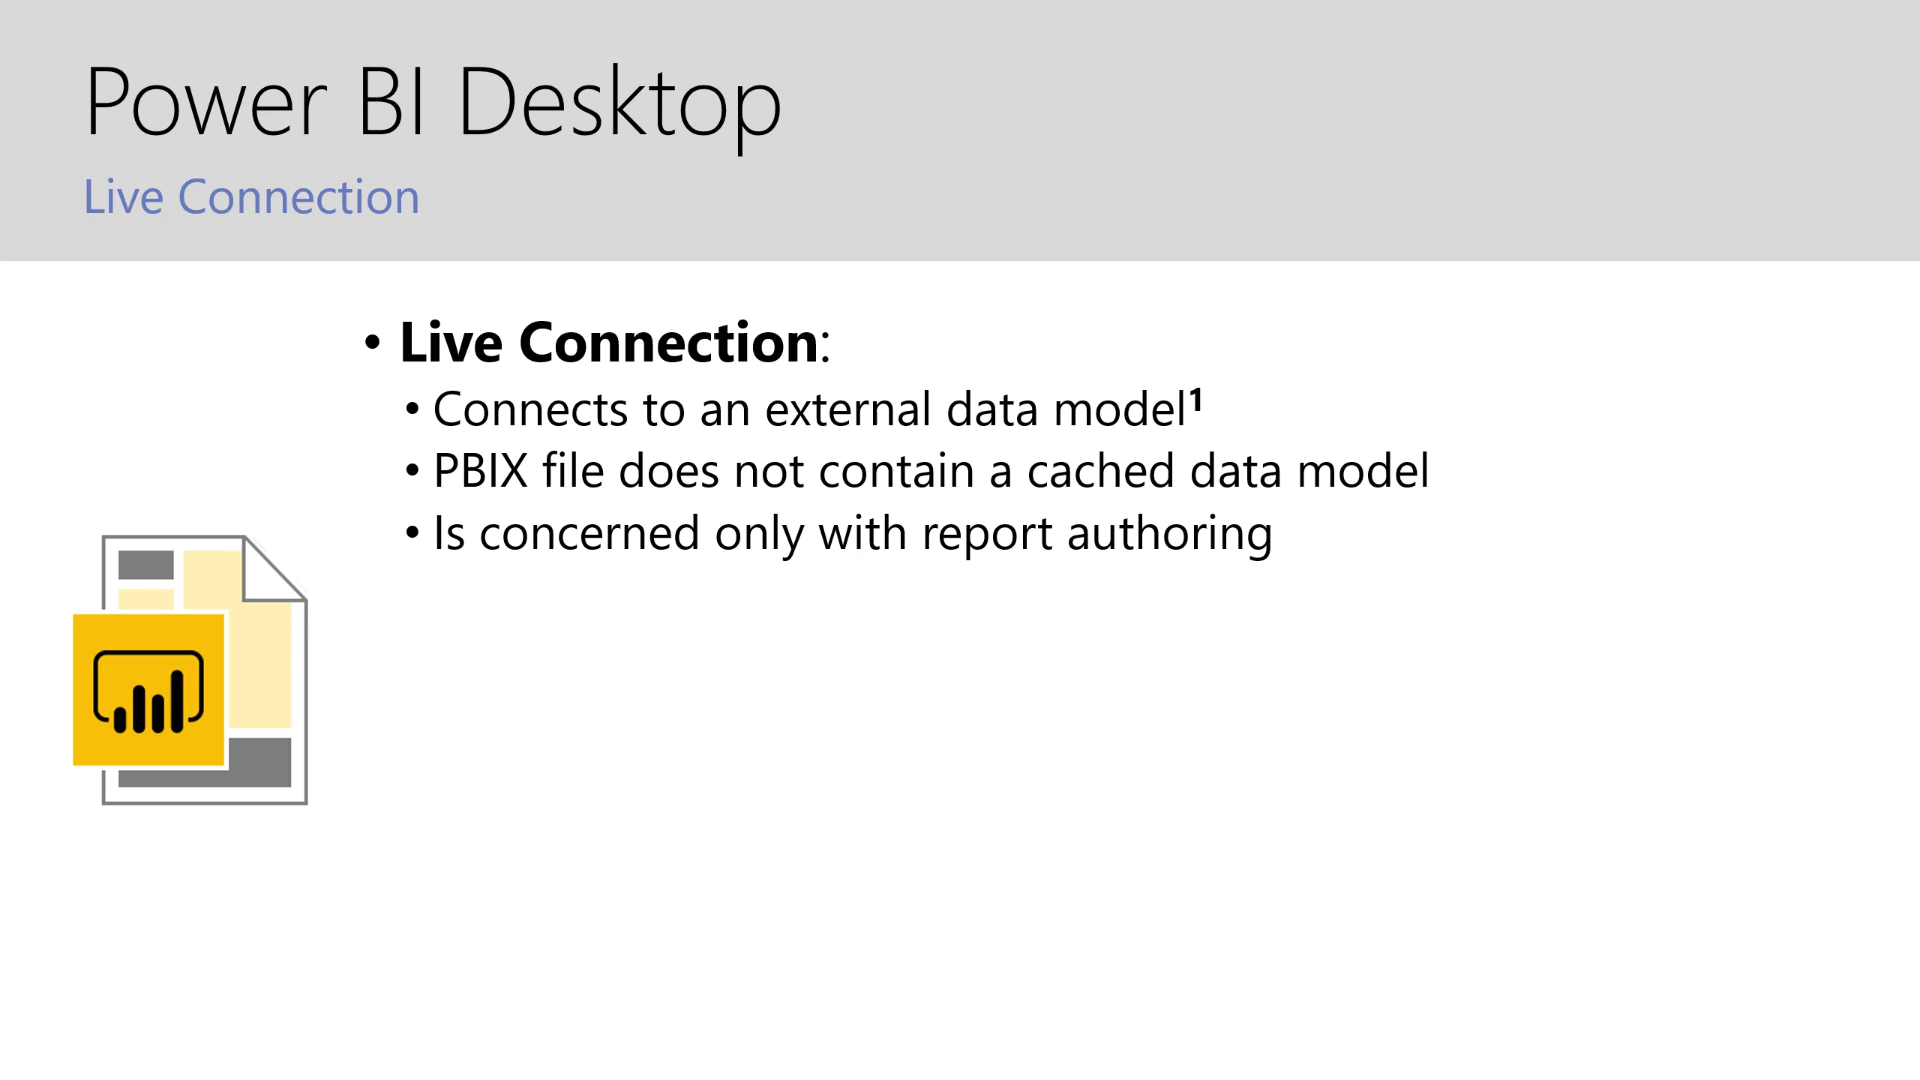 Power BI Desktop
Live Connection
• Live Connection:
• Connects to an external data model¹
• PBIX file does not contain a cached data model
• Is concerned only with report authoring